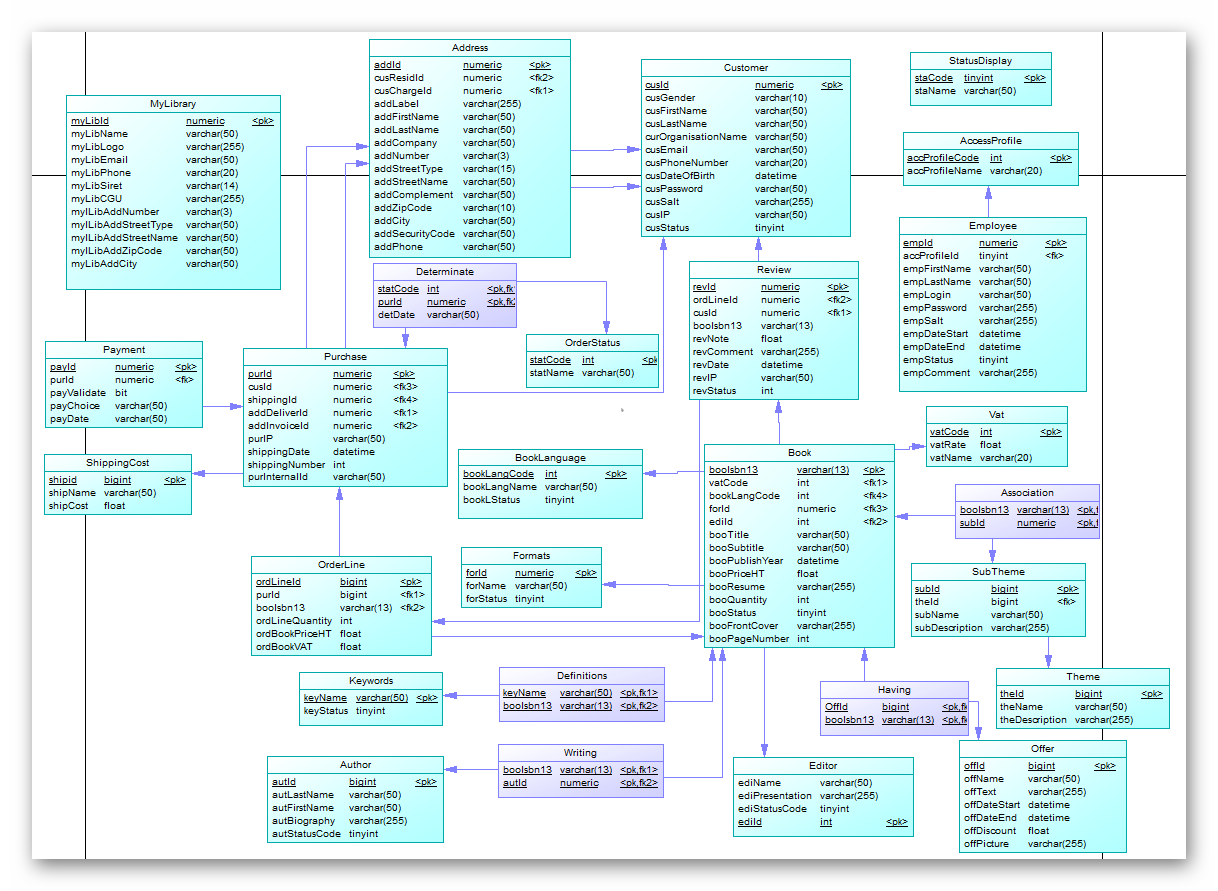 Address
addId numeric <pk>
cusResidId numeric <fk2>
cusChargeId numeric <fk1>
addLabel varchar(255)
addFirstName varchar(50)
addLastName varchar(50)
addCompany varchar(50)
addNumber varchar(3)
addStreetType varchar(15)
addStreetName varchar(50)
addComplement varchar(50)
addZipCode varchar(10)
addCity varchar(50)
addSecurityCode varchar(50)
addPhone varchar(50)
Customer
cusId numeric <pk>
cusGender varchar(10)
cusFirstName varchar(50)
cusLastName varchar(50)
curOrganisationName varchar(50)
cusEmail varchar(50)
cusPhoneNumber varchar(20)
cusDateOfBirth datetime
cusPassword varchar(50)
cusSalt varchar(255)
cusIP varchar(50)
cusStatus tinyint
StatusDisplay
staCode tinyint <pk>
staName varchar(50)
MyLibrary
myLibId numeric <pk>
myLibName varchar(50)
myLibLogo varchar(255)
myLibEmail varchar(50)
myLibPhone varchar(20)
myLibSiret varchar(14)
myLibCGU varchar(255)
myILibAddNumber varchar(3)
myILibAddStreetType varchar(50)
myILibAddStreetName varchar(50)
myILibAddZipCode varchar(50)
myLibAddCity varchar(50)
AccessProfile
accProfileCode int <pk>
accProfileName varchar(20)
Employee
empId numeric <pk>
accProfileId tinyint <fk>
empFirstName varchar(50)
empLastName varchar(50)
empLogin varchar(50)
empPassword varchar(255)
empSalt varchar(255)
empDateStart datetime
empDateEnd datetime
empStatus tinyint
empComment varchar(255)
Determinate
statCode int <pk,fk
purId numeric <pk,fk2
detDate varchar(50)
Review
revId numeric <pk>
ordLineId numeric <fk2>
cusId numeric <fk1>
booIsbn13 varchar(13)
revNote float
revComment varchar(255)
revDate datetime
revIP varchar(50)
revStatus int
OrderStatus
statCode int <pk
statName varchar(50)
Payment
payId numeric <pk>
purId numeric <fk>
payValidate bit
payChoice varchar(50)
payDate varchar(50)
Purchase
purId numeric <pk>
cusId numeric <fk3>
shippingId numeric <fk4>
addDeliverId numeric <fk1>
addInvoiceId numeric <fk2>
purIP varchar(50)
shippingDate datetime
shippingNumber int
purInternalId varchar(50)
Vat
vatCode int <pk>
vatRate float
vatName varchar(20)
ShippingCost
shipid bigint <pk>
shipName varchar(50)
shipCost float
BookLanguage
bookLangCode int <pk>
bookLangName varchar(50)
bookLStatus tinyint
Book
booIsbn13 varchar(13) <pk>
vatCode int <fk1>
bookLangCode int <fk4>
forId numeric <fk3>
ediId int <fk2>
booTitle varchar(50)
booSubtitle varchar(50)
booPublishYear datetime
booPriceHT float
booResume varchar(255)
booQuantity int
booStatus tinyint
booFrontCover varchar(255)
booPageNumber int
Association
booIsbn13 varchar(13) <pk,f
subId numeric <pk,f
Formats
forId numeric <pk>
forName varchar(50)
forStatus tinyint
OrderLine
ordLineId bigint <pk>
purId bigint <fk1>
booIsbn13 varchar(13) <fk2>
ordLineQuantity int
ordBookPriceHT float
ordBookVAT float
SubTheme
subId bigint <pk>
theId bigint <fk>
subName varchar(50)
subDescription varchar(255)
Keywords
keyName varchar(50) <pk>
keyStatus tinyint
Definitions
keyName varchar(50) <pk,fk1>
booIsbn13 varchar(13) <pk,fk2>
Having
OffId bigint <pk,fk
booIsbn13 varchar(13) <pk,fk
Theme
theId bigint <pk>
theName varchar(50)
theDescription varchar(255)
Author
autId bigint <pk>
autLastName varchar(50)
autFirstName varchar(50)
autBiography varchar(255)
autStatusCode tinyint
Writing
booIsbn13 varchar(13) <pk,fk1>
autId numeric <pk,fk2>
Editor
ediName varchar(50)
ediPresentation varchar(255)
ediStatusCode tinyint
ediId int <pk>
Offer
offId bigint <pk>
offName varchar(50)
offText varchar(255)
offDateStart datetime
offDateEnd datetime
offDiscount float
offPicture varchar(255)